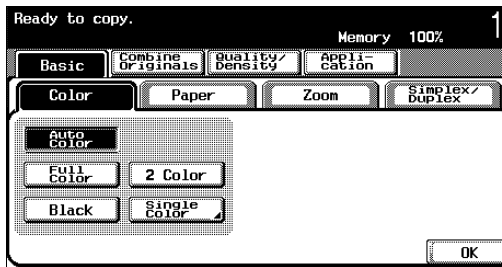 Ready to copy.
Memory 100% 1
Basic
Combine
Originals
Quality/
Density
Appli-
cation
Color
Paper
Zoom
Simplex/
Duplex
Auto
Color
Full
Color
2 Color
Black
Single
Color
OK